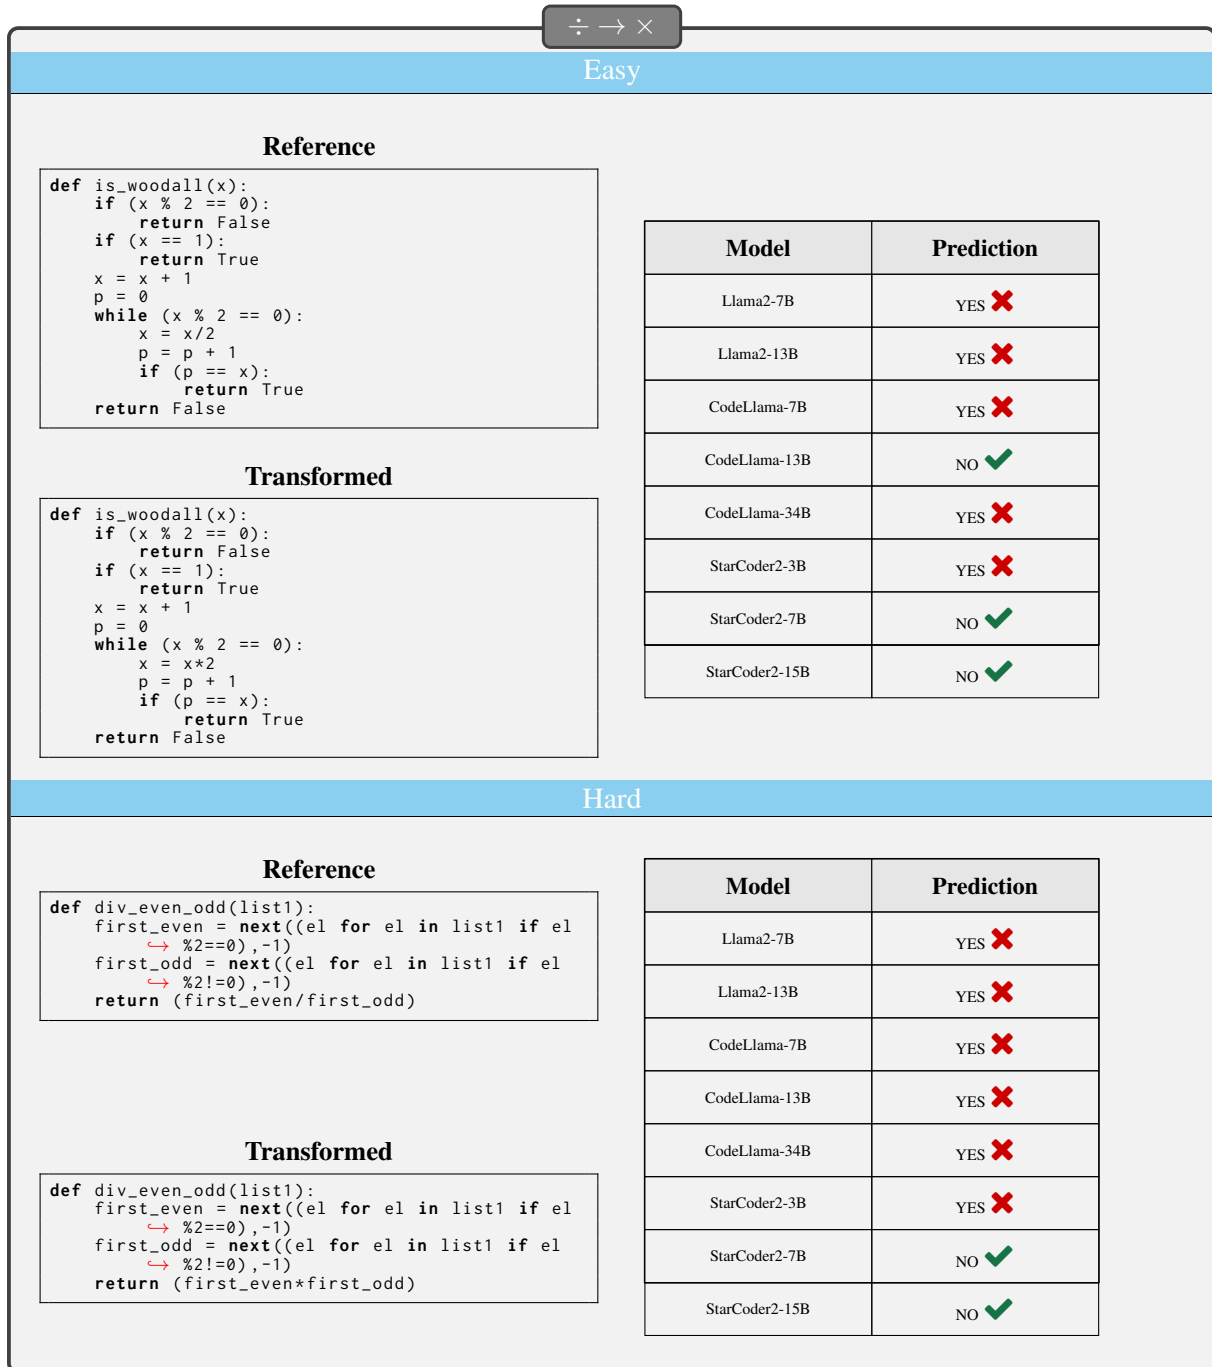 ÷ → ×
Easy
Reference
def is_woodall(x):
    if (x % 2 == 0):
        return False
    if (x == 1):
        return True
    x = x + 1
    p = 0
    while (x % 2 == 0):
        x = x/2
        p = p + 1
        if (p == x):
            return True
    return False
Transformed
def is_woodall(x):
    if (x % 2 == 0):
        return False
    if (x == 1):
        return True
    x = x + 1
    p = 0
    while (x % 2 == 0):
        x = x*2
        p = p + 1
        if (p == x):
            return True
    return False
Model Prediction
Llama2-7B YES ✖
Llama2-13B YES ✖
CodeLlama-7B YES ✖
CodeLlama-13B NO ✔
CodeLlama-34B YES ✖
StarCoder2-3B YES ✖
StarCoder2-7B NO ✔
StarCoder2-15B NO ✔
Hard
Reference
def div_even_odd(list1):
    first_even = next((el for el in list1 if el
        ↪ %2==0),-1)
    first_odd = next((el for el in list1 if el
        ↪ %2!=0),-1)
    return (first_even/first_odd)
Transformed
def div_even_odd(list1):
    first_even = next((el for el in list1 if el
        ↪ %2==0),-1)
    first_odd = next((el for el in list1 if el
        ↪ %2!=0),-1)
    return (first_even*first_odd)
Model Prediction
Llama2-7B YES ✖
Llama2-13B YES ✖
CodeLlama-7B YES ✖
CodeLlama-13B YES ✖
CodeLlama-34B YES ✖
StarCoder2-3B YES ✖
StarCoder2-7B NO ✔
StarCoder2-15B NO ✔